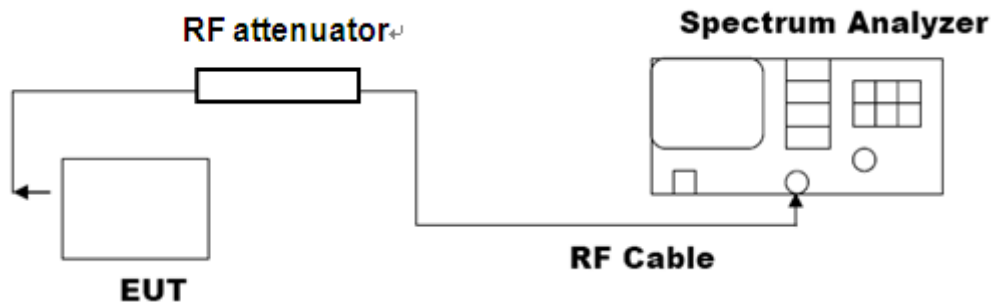 RF attenuator↵
Spectrum Analyzer
RF Cable
EUT